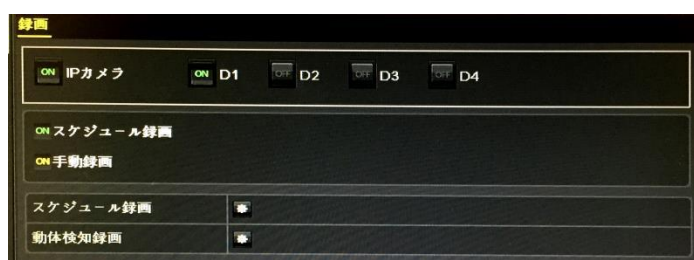 録画
ON IPカメラ ON D1 OFF D2 OFF D3 OFF D4
ON スケジュール録画
ON 手動録画
スケジュール録画
動体検知録画